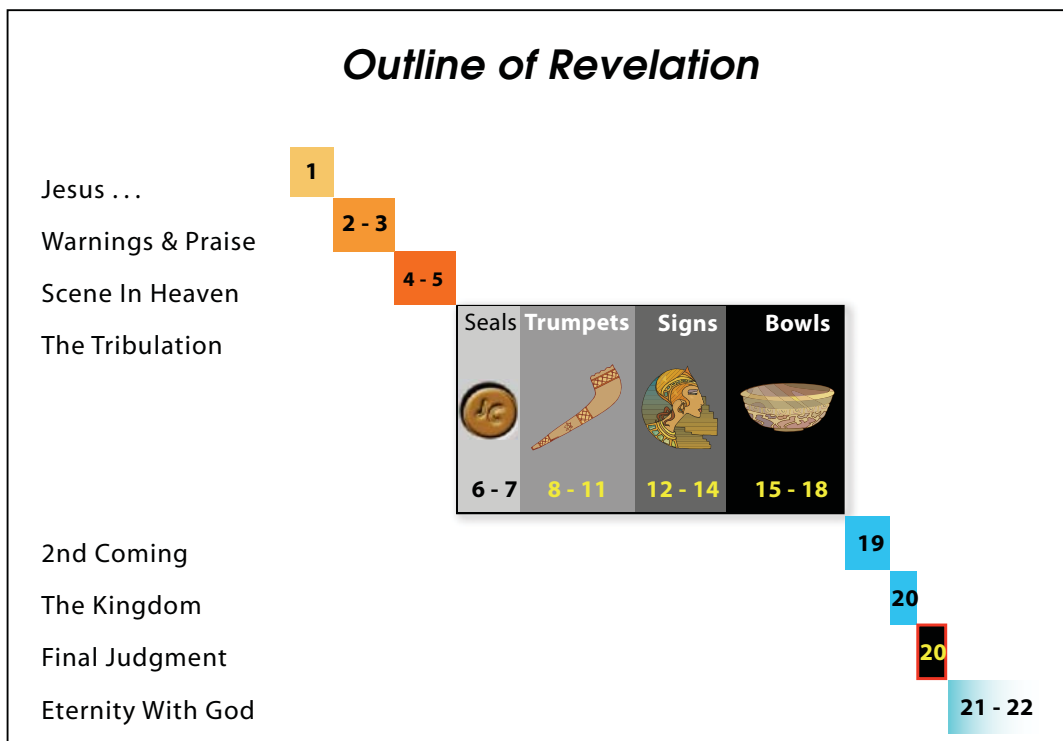 Outline of Revelation
Jesus . . .
1
Warnings & Praise
2 - 3
Scene In Heaven
4 - 5
The Tribulation
Seals Trumpets Signs Bowls
JC
6 - 7 8 - 11 12 - 14 15 - 18
2nd Coming
19
The Kingdom
20
Final Judgment
20
Eternity With God
21 - 22